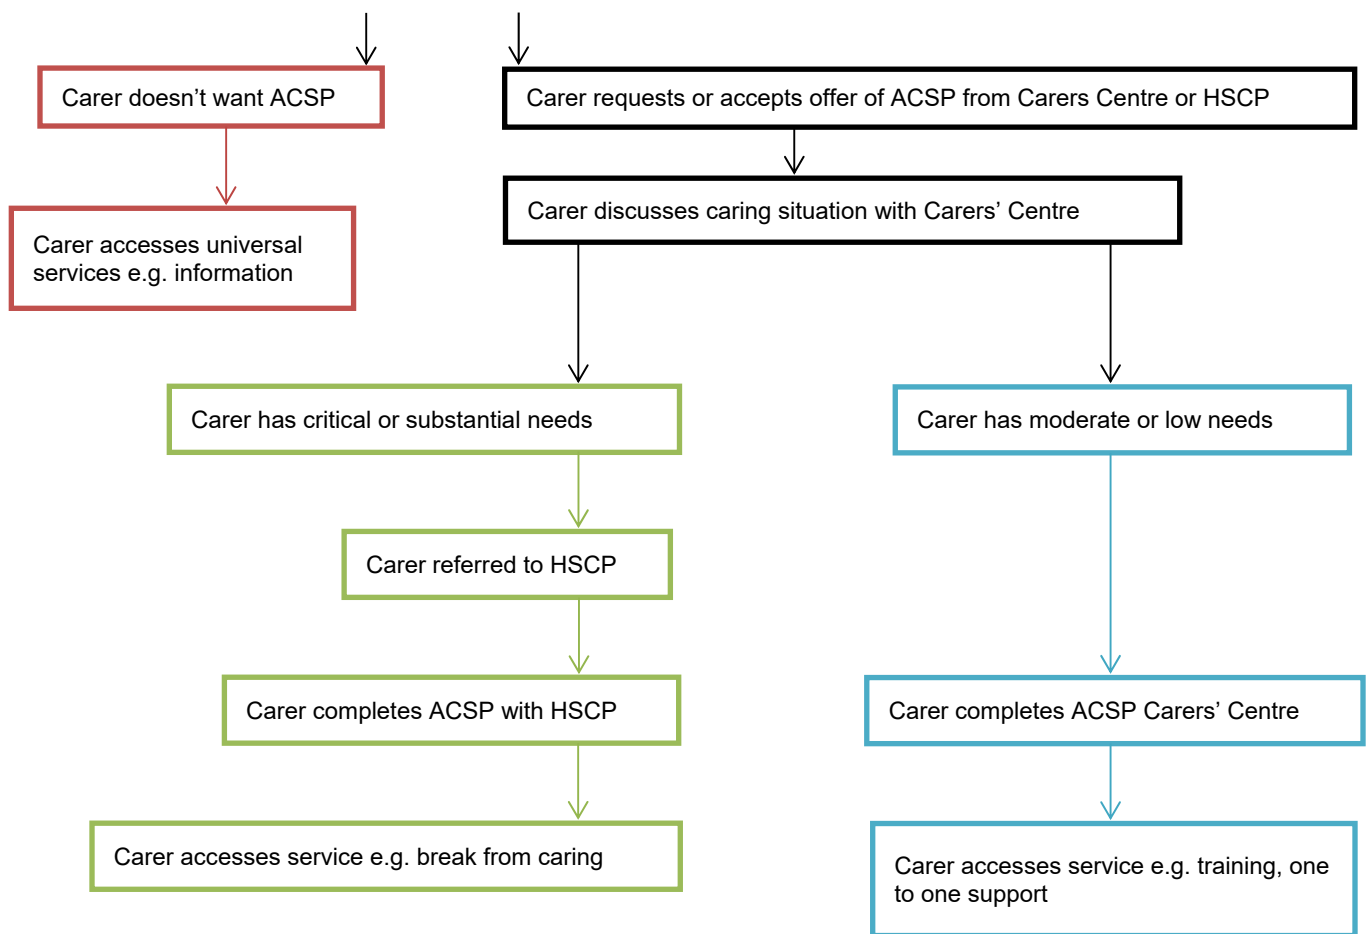 Carer doesn’t want ACSP
Carer requests or accepts offer of ACSP from Carers Centre or HSCP
Carer discusses caring situation with Carers’ Centre
Carer accesses universal
services e.g. information
Carer has critical or substantial needs
Carer has moderate or low needs
Carer referred to HSCP
Carer completes ACSP with HSCP
Carer completes ACSP Carers’ Centre
Carer accesses service e.g. break from caring
Carer accesses service e.g. training, one
to one support